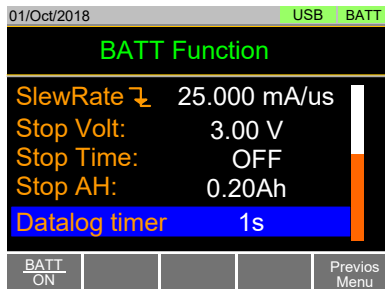 01/Oct/2018 USB BATT
BATT Function
SlewRate 25.000 mA/us
Stop Volt: 3.00 V
Stop Time: OFF
Stop AH: 0.20Ah
Datalog timer 1s
BATT
ON
Previos
Menu